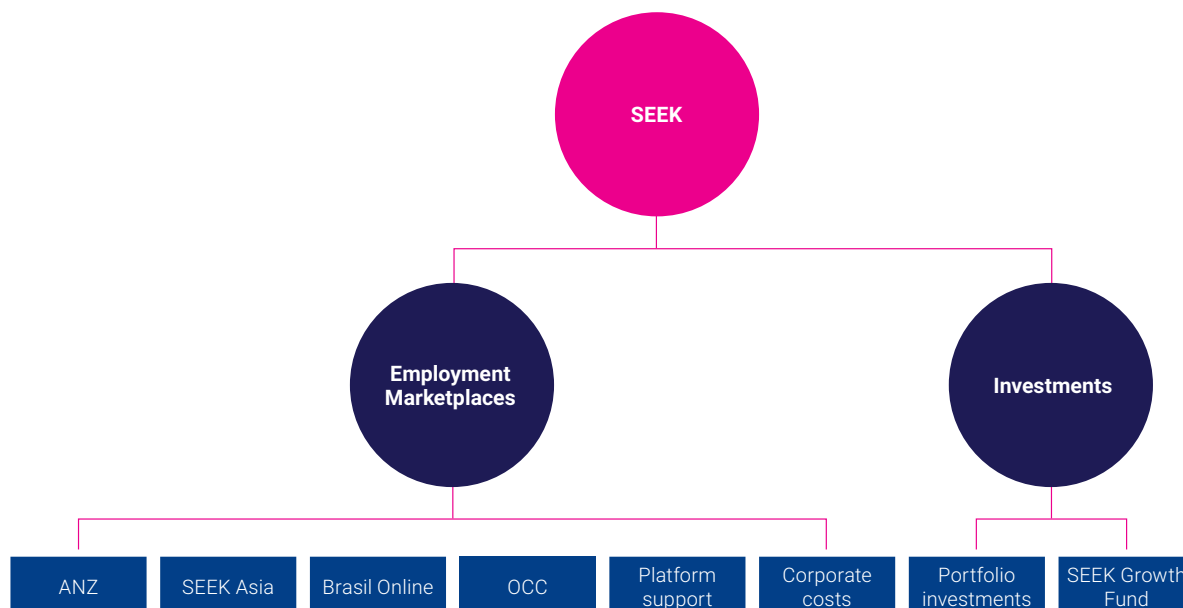 SEEK
Employment
Marketplaces
Investments
ANZ
SEEK Asia
Brasil Online
OCC
Platform
support
Corporate
costs
Portfolio
investments
SEEK Growth
Fund